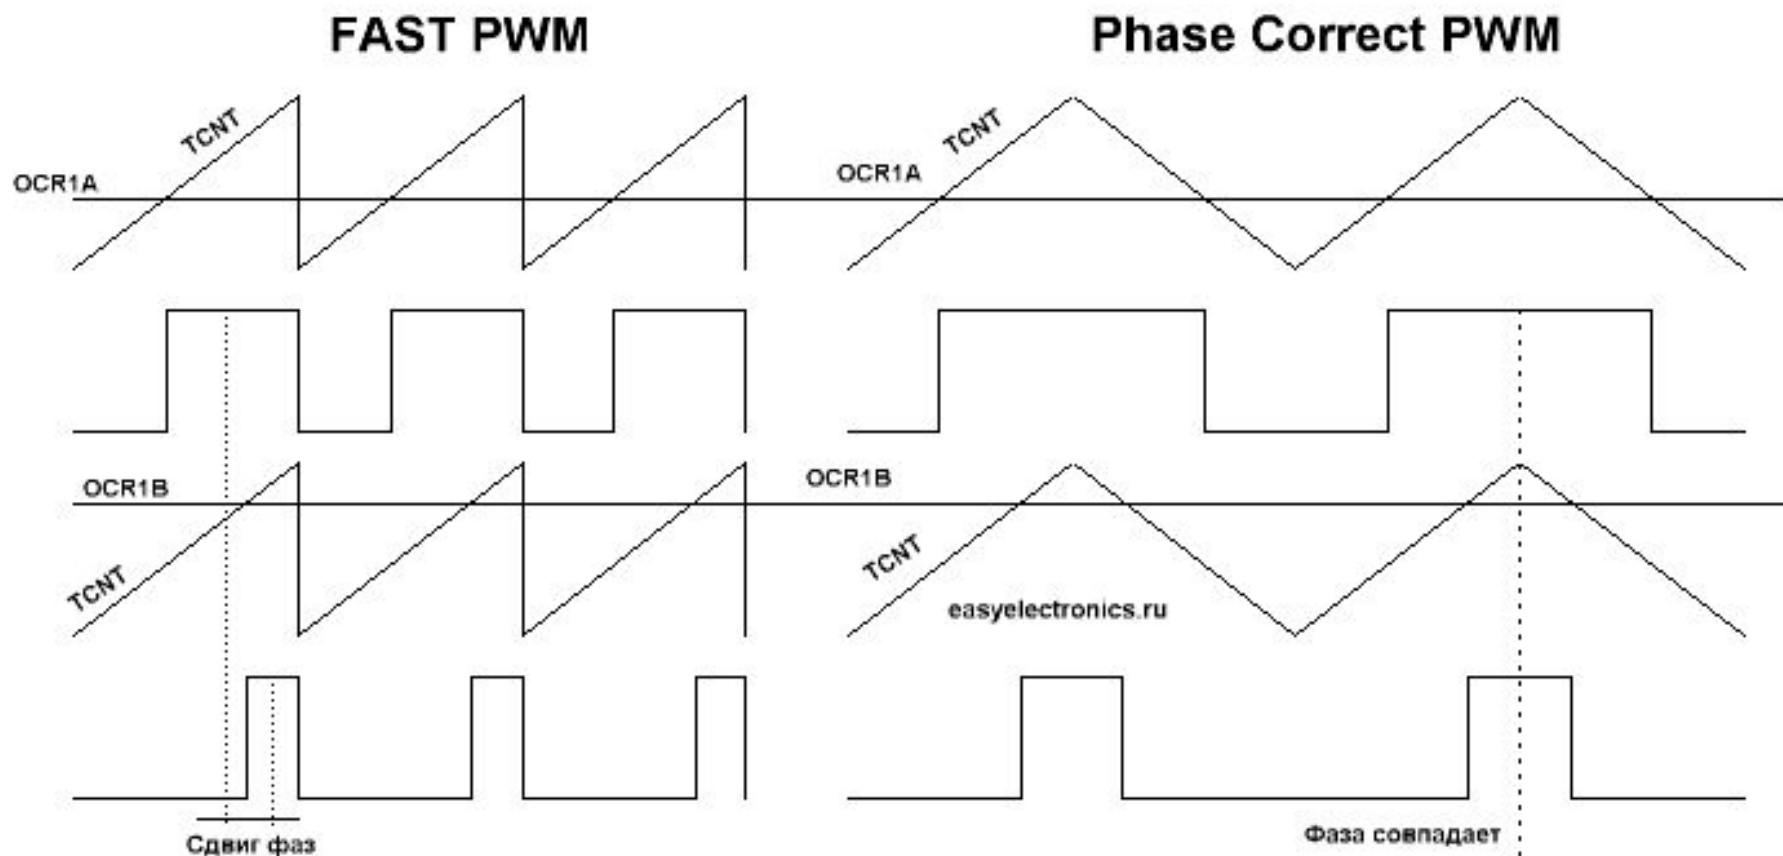 FAST PWM
Phase Correct PWM
TCNT
TCNT
OCR1A
OCR1A
OCR1B
OCR1B
TCNT
TCNT
easyelectronics.ru
Сдвиг фаз
Фаза совпадает